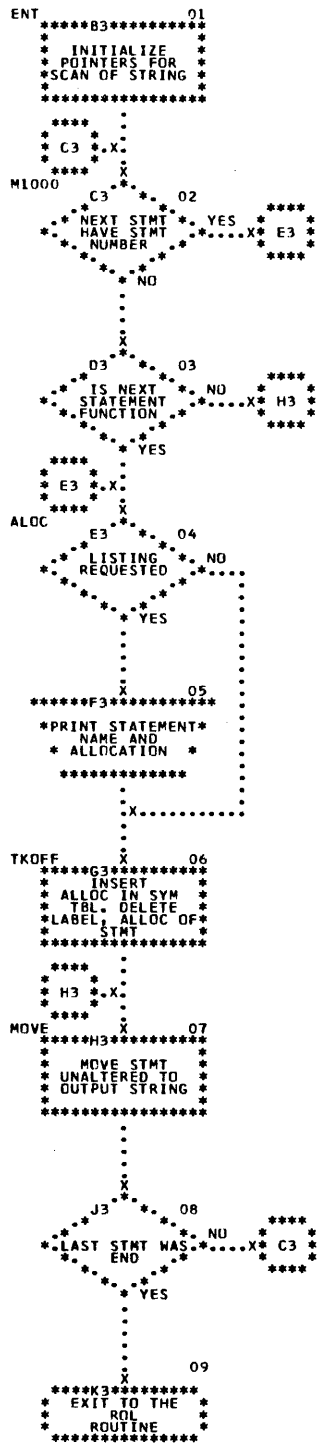 ENT 01
B3
INITIALIZE
POINTERS FOR
SCAN OF STRING
C3
M1000
C3 02
NEXT STMT
HAVE STMT
NUMBER
YES
E3
NO
D3 03
IS NEXT
STATEMENT
FUNCTION
NO
H3
YES
E3
ALOC
E3 04
LISTING
REQUESTED
NO
YES
F3 05
PRINT STATEMENT
NAME AND
ALLOCATION
TKOFF 06
G3
INSERT
ALLOC IN SYM
TBL. DELETE
LABEL, ALLOC OF
STMT
H3
MOVE 07
H3
MOVE STMT
UNALTERED TO
OUTPUT STRING
J3 08
LAST STMT WAS
END
NO
C3
YES
09
K3
EXIT TO THE
ROL
ROUTINE